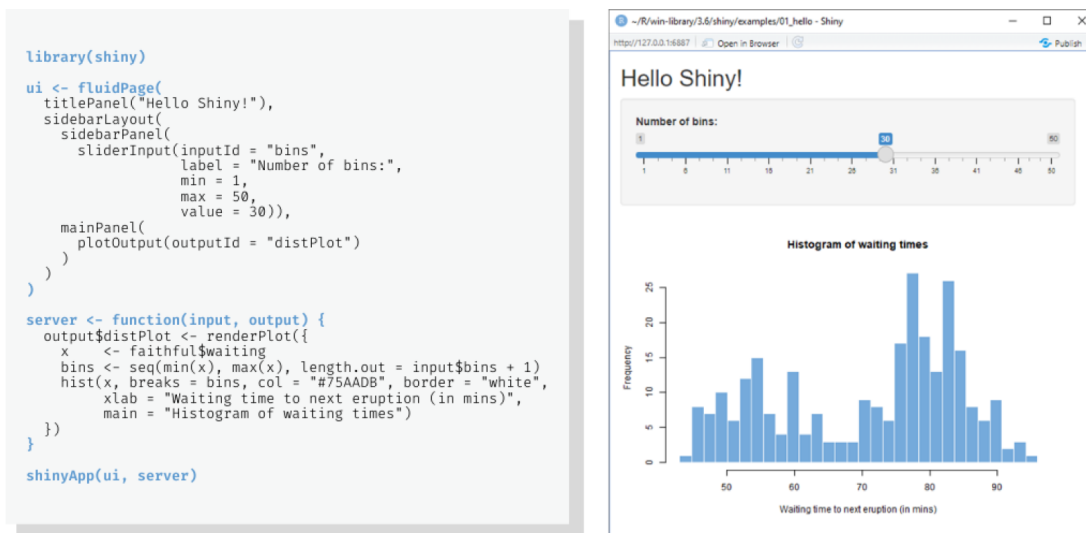 library(shiny)
ui <- fluidPage(
  titlePanel("Hello Shiny!"),
  sidebarLayout(
    sidebarPanel(
      sliderInput(inputId = "bins",
                  label = "Number of bins:",
                  min = 1,
                  max = 50,
                  value = 30)),
    mainPanel(
      plotOutput(outputId = "distPlot")
    )
  )
)
server <- function(input, output) {
  output$distPlot <- renderPlot({
    x    <- faithful$waiting
    bins <- seq(min(x), max(x), length.out = input$bins + 1)
    hist(x, breaks = bins, col = "#75AADB", border = "white",
         xlab = "Waiting time to next eruption (in mins)",
         main = "Histogram of waiting times")
  })
}
shinyApp(ui, server)
~/R/win-library/3.6/shiny/examples/01_hello - Shiny
http://127.0.0.1:6887 Open in Browser Publish
Hello Shiny!
Number of bins:
1 30 50
1 6 11 16 21 26 31 36 41 46 50
Histogram of waiting times
25
20
15
10
5
0
Frequency
50 60 70 80 90
Waiting time to next eruption (in mins)